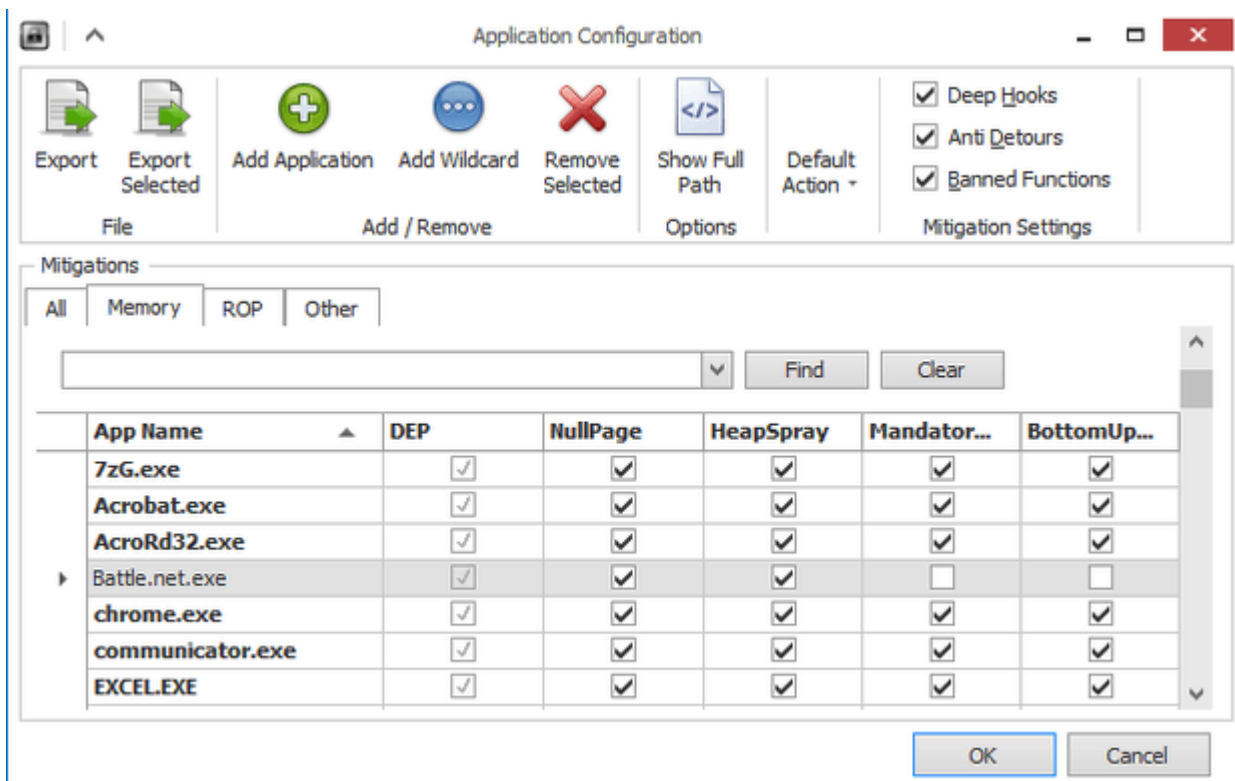 Application Configuration
Export
Export Selected
Add Application
Add Wildcard
Remove Selected
Show Full Path
Default Action
Deep Hooks
Anti Detours
Banned Functions
File
Add / Remove
Options
Mitigation Settings
Mitigations
All Memory ROP Other
Find Clear
App Name DEP NullPage HeapSpray Mandator... BottomUp...
7zG.exe
Acrobat.exe
AcroRd32.exe
Battle.net.exe
chrome.exe
communicator.exe
EXCEL.EXE
OK Cancel